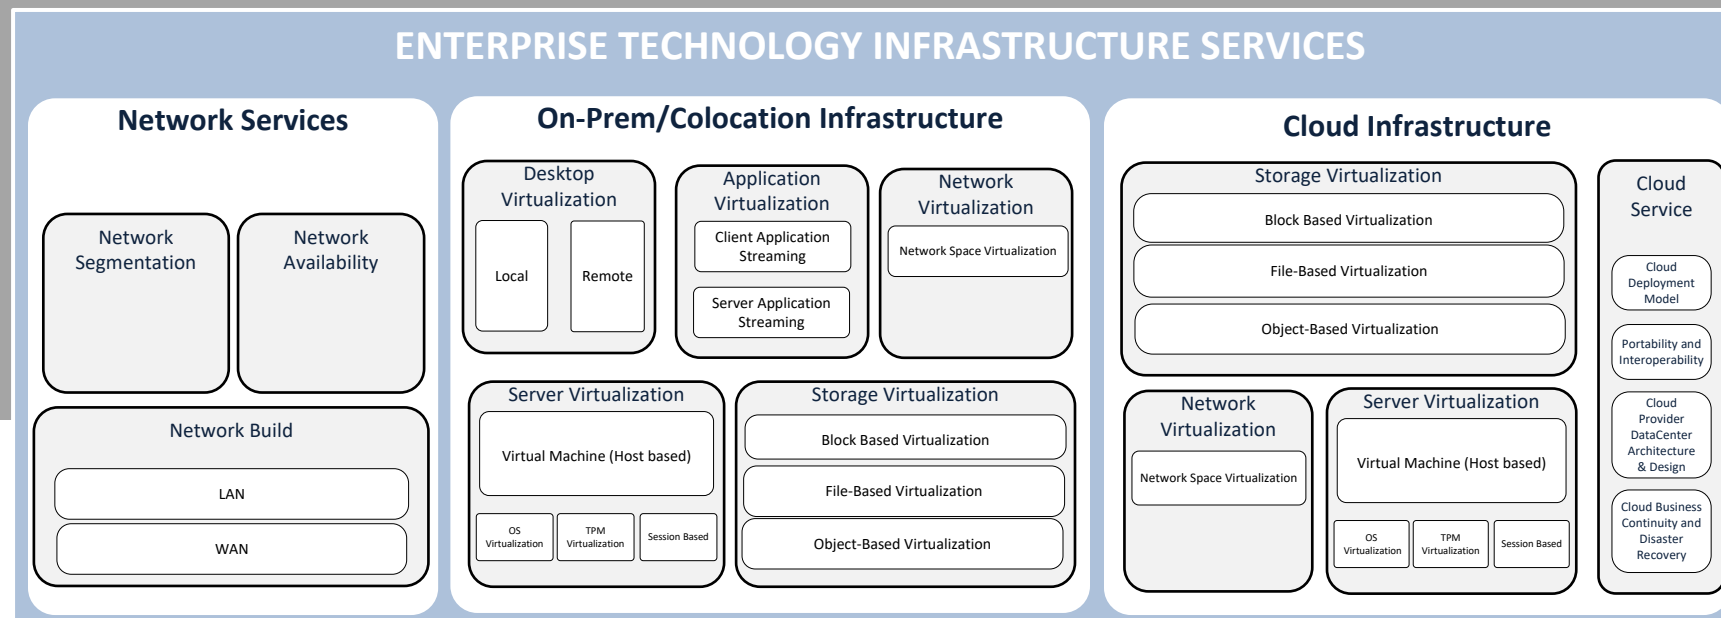 ENTERPRISE TECHNOLOGY INFRASTRUCTURE SERVICES
Network Services
Network
Segmentation
Network
Availability
Network Build
LAN
WAN
On-Prem/Colocation Infrastructure
Desktop
Virtualization
Local
Remote
Application
Virtualization
Client Application
Streaming
Server Application
Streaming
Network
Virtualization
Network Space Virtualization
Server Virtualization
Virtual Machine (Host based)
OS
Virtualization
TPM
Virtualization
Session Based
Storage Virtualization
Block Based Virtualization
File-Based Virtualization
Object-Based Virtualization
Cloud Infrastructure
Storage Virtualization
Block Based Virtualization
File-Based Virtualization
Object-Based Virtualization
Network
Virtualization
Network Space Virtualization
Server Virtualization
Virtual Machine (Host based)
OS
Virtualization
TPM
Virtualization
Session Based
Cloud
Service
Cloud
Deployment
Model
Portability and
Interoperability
Cloud
Provider
DataCenter
Architecture
& Design
Cloud Business
Continuity and
Disaster
Recovery